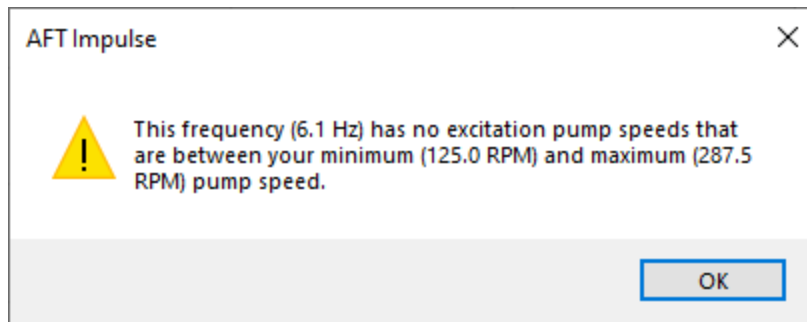 AFT Impulse
This frequency (6.1 Hz) has no excitation pump speeds that
are between your minimum (125.0 RPM) and maximum (287.5
RPM) pump speed.
OK